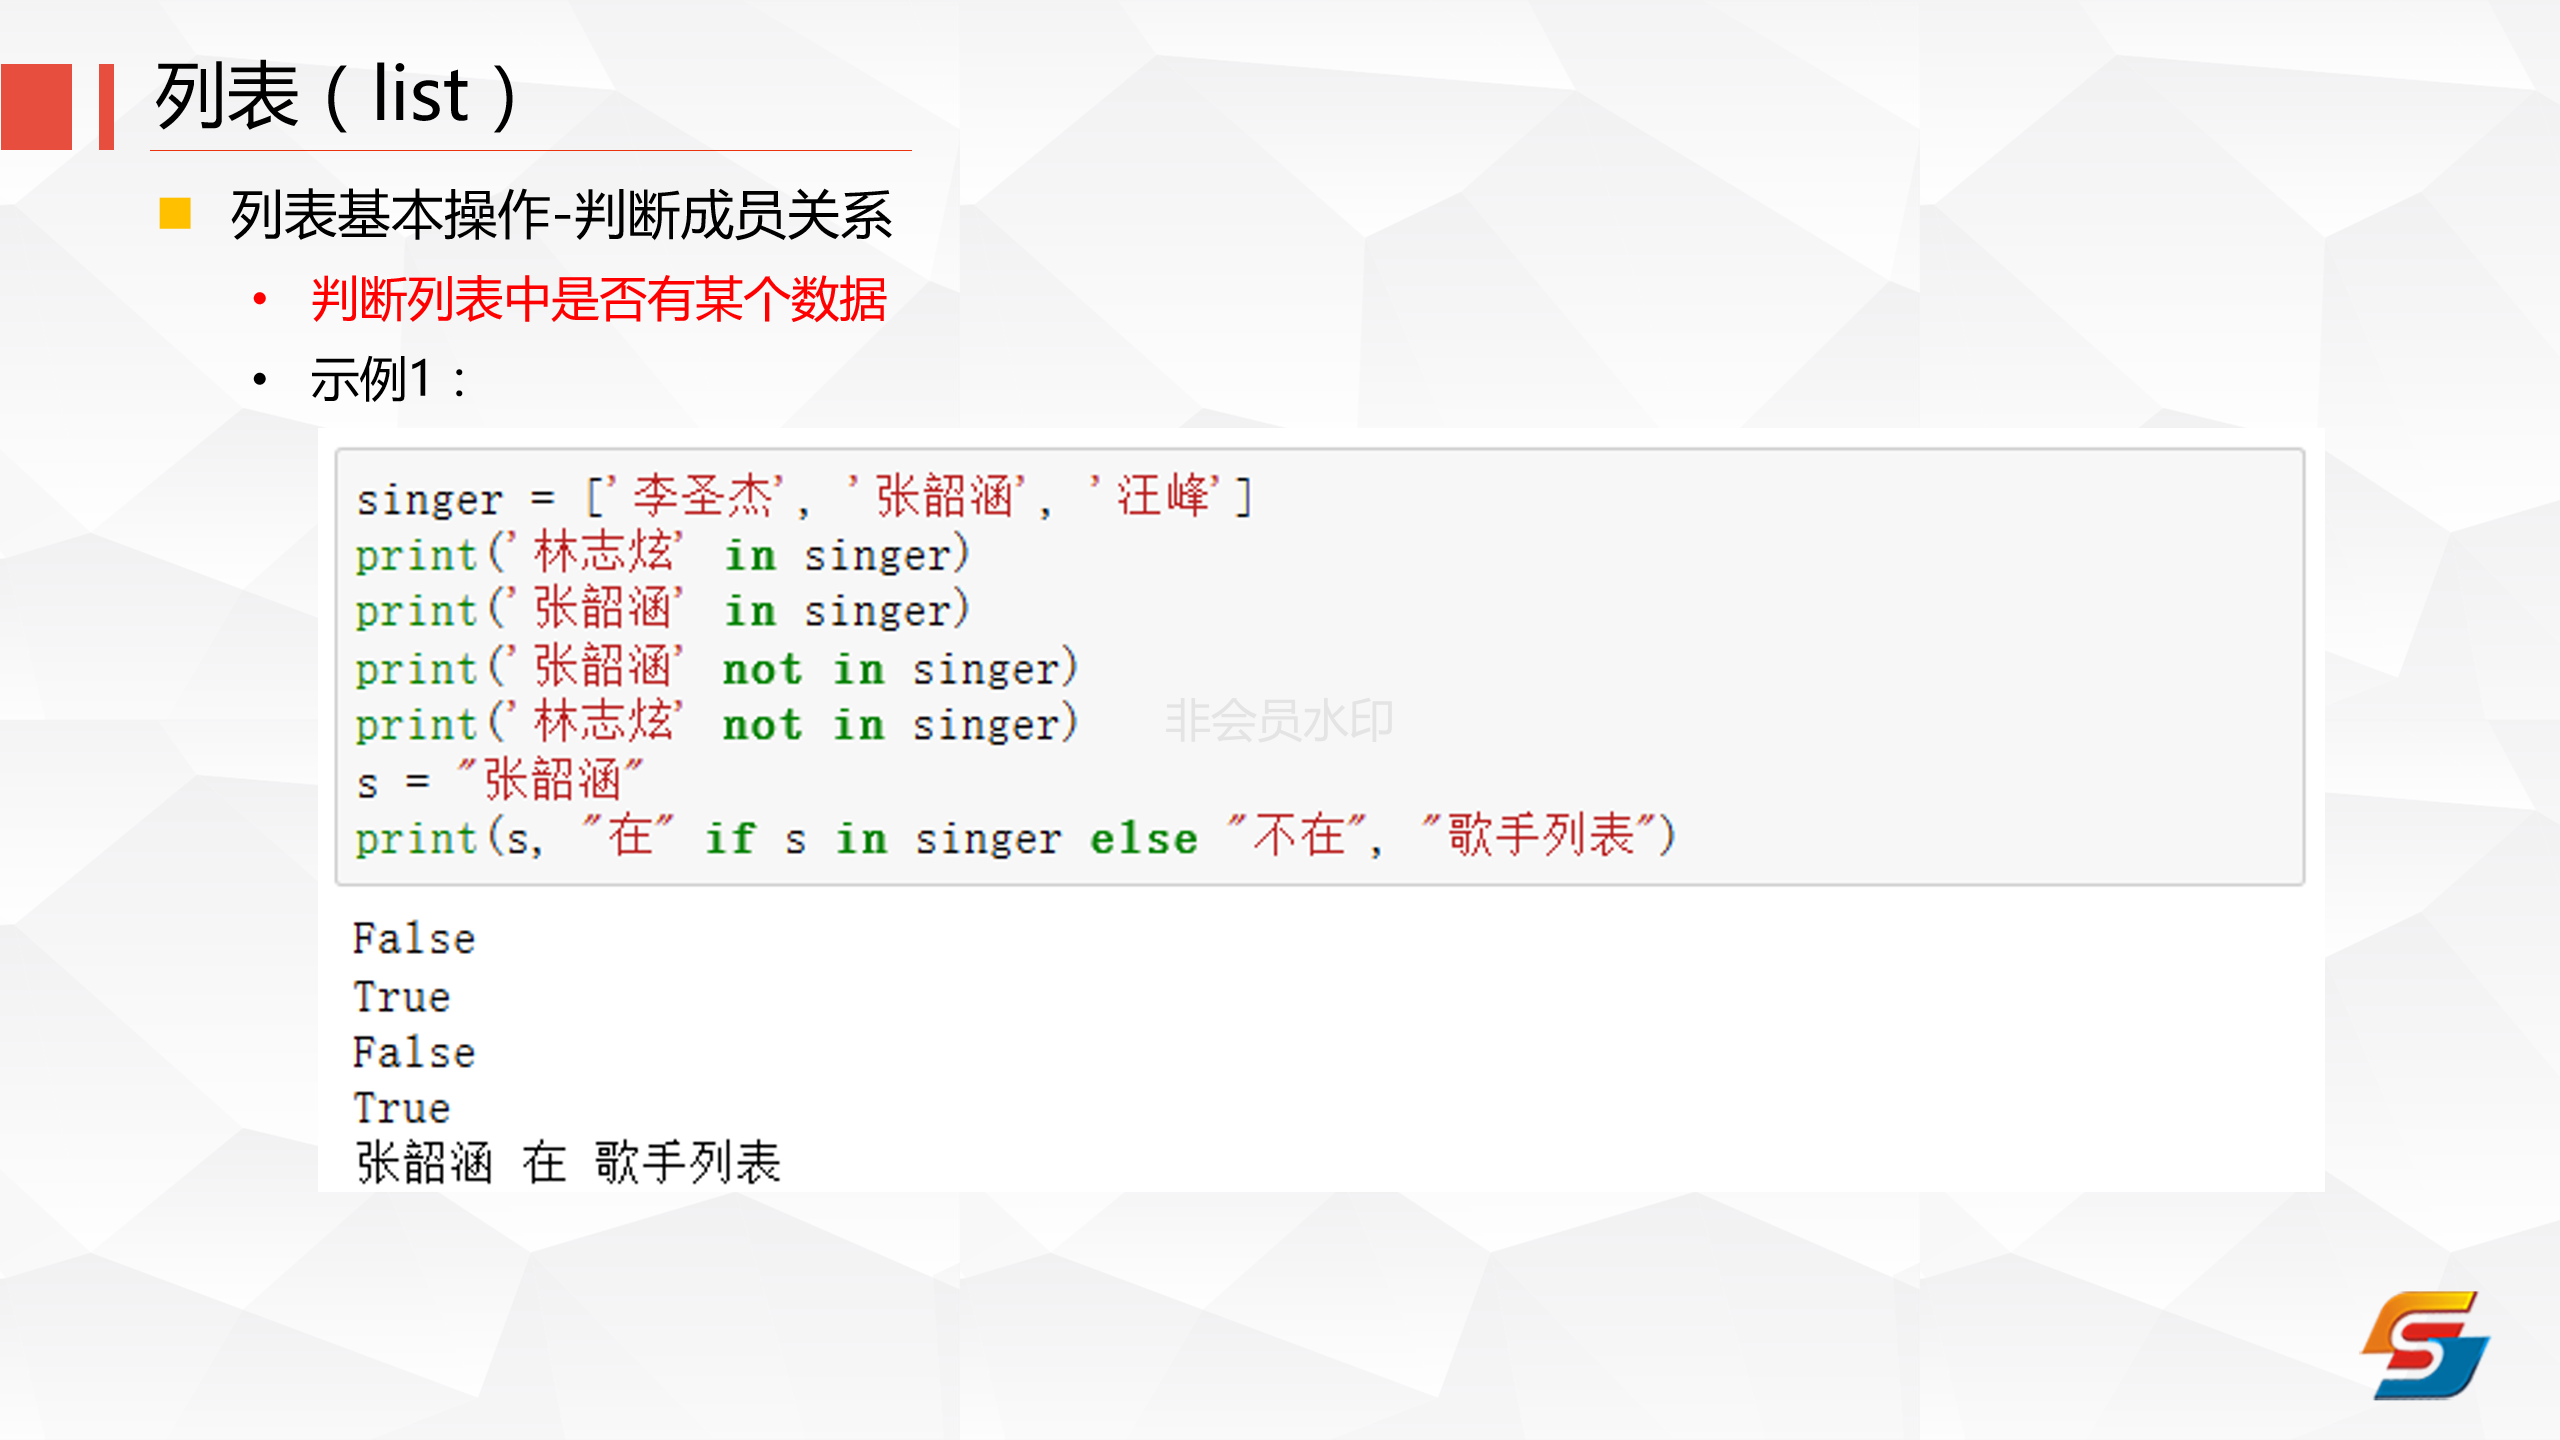 列表（list）
列表基本操作-判断成员关系
• 判断列表中是否有某个数据
• 示例1：
singer = ['李圣杰', '张韶涵', '汪峰']
print('林志炫' in singer)
print('张韶涵' in singer)
print('张韶涵' not in singer)
print('林志炫' not in singer)
非会员水印
s = "张韶涵"
print(s, "在" if s in singer else "不在", "歌手列表")
False
True
False
True
张韶涵 在 歌手列表